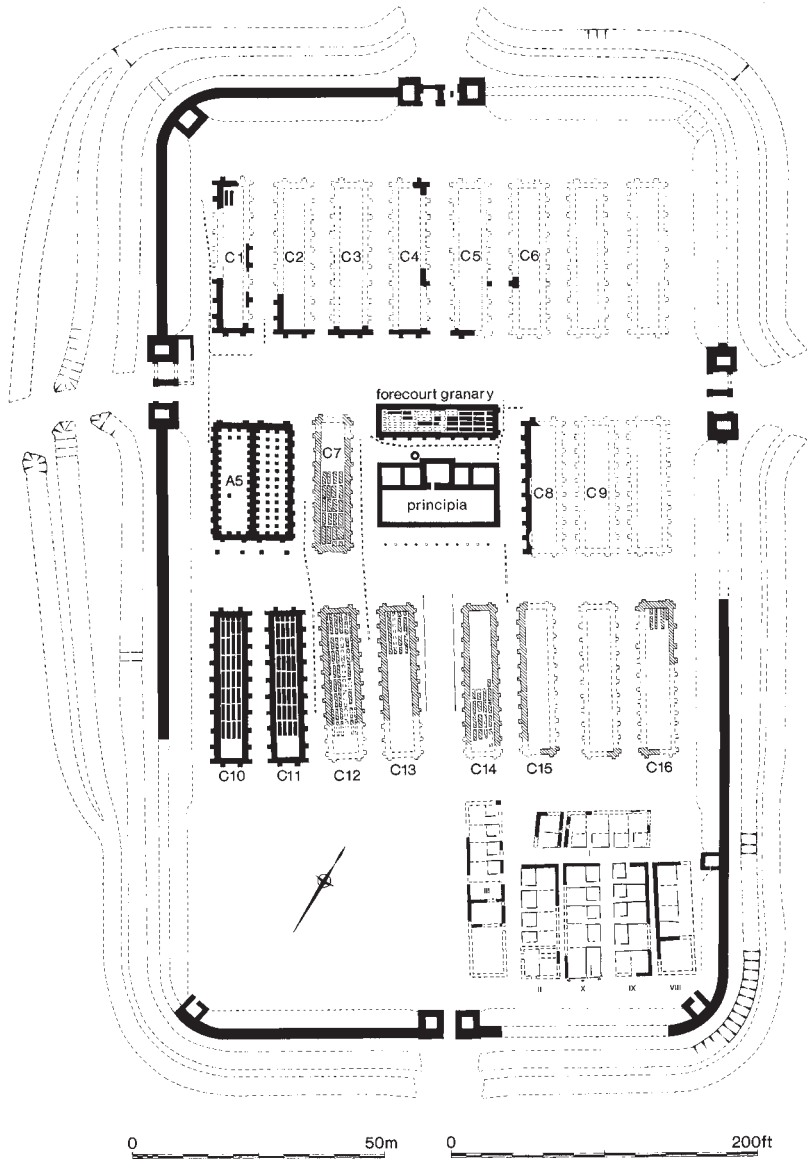 C1 C2 C3 C4 C5 C6
forecourt granary
C7
A5
C8 C9
principia
C10 C11 C12 C13 C14 C15 C16
III
II X IX VIII
0 50m 0 200ft